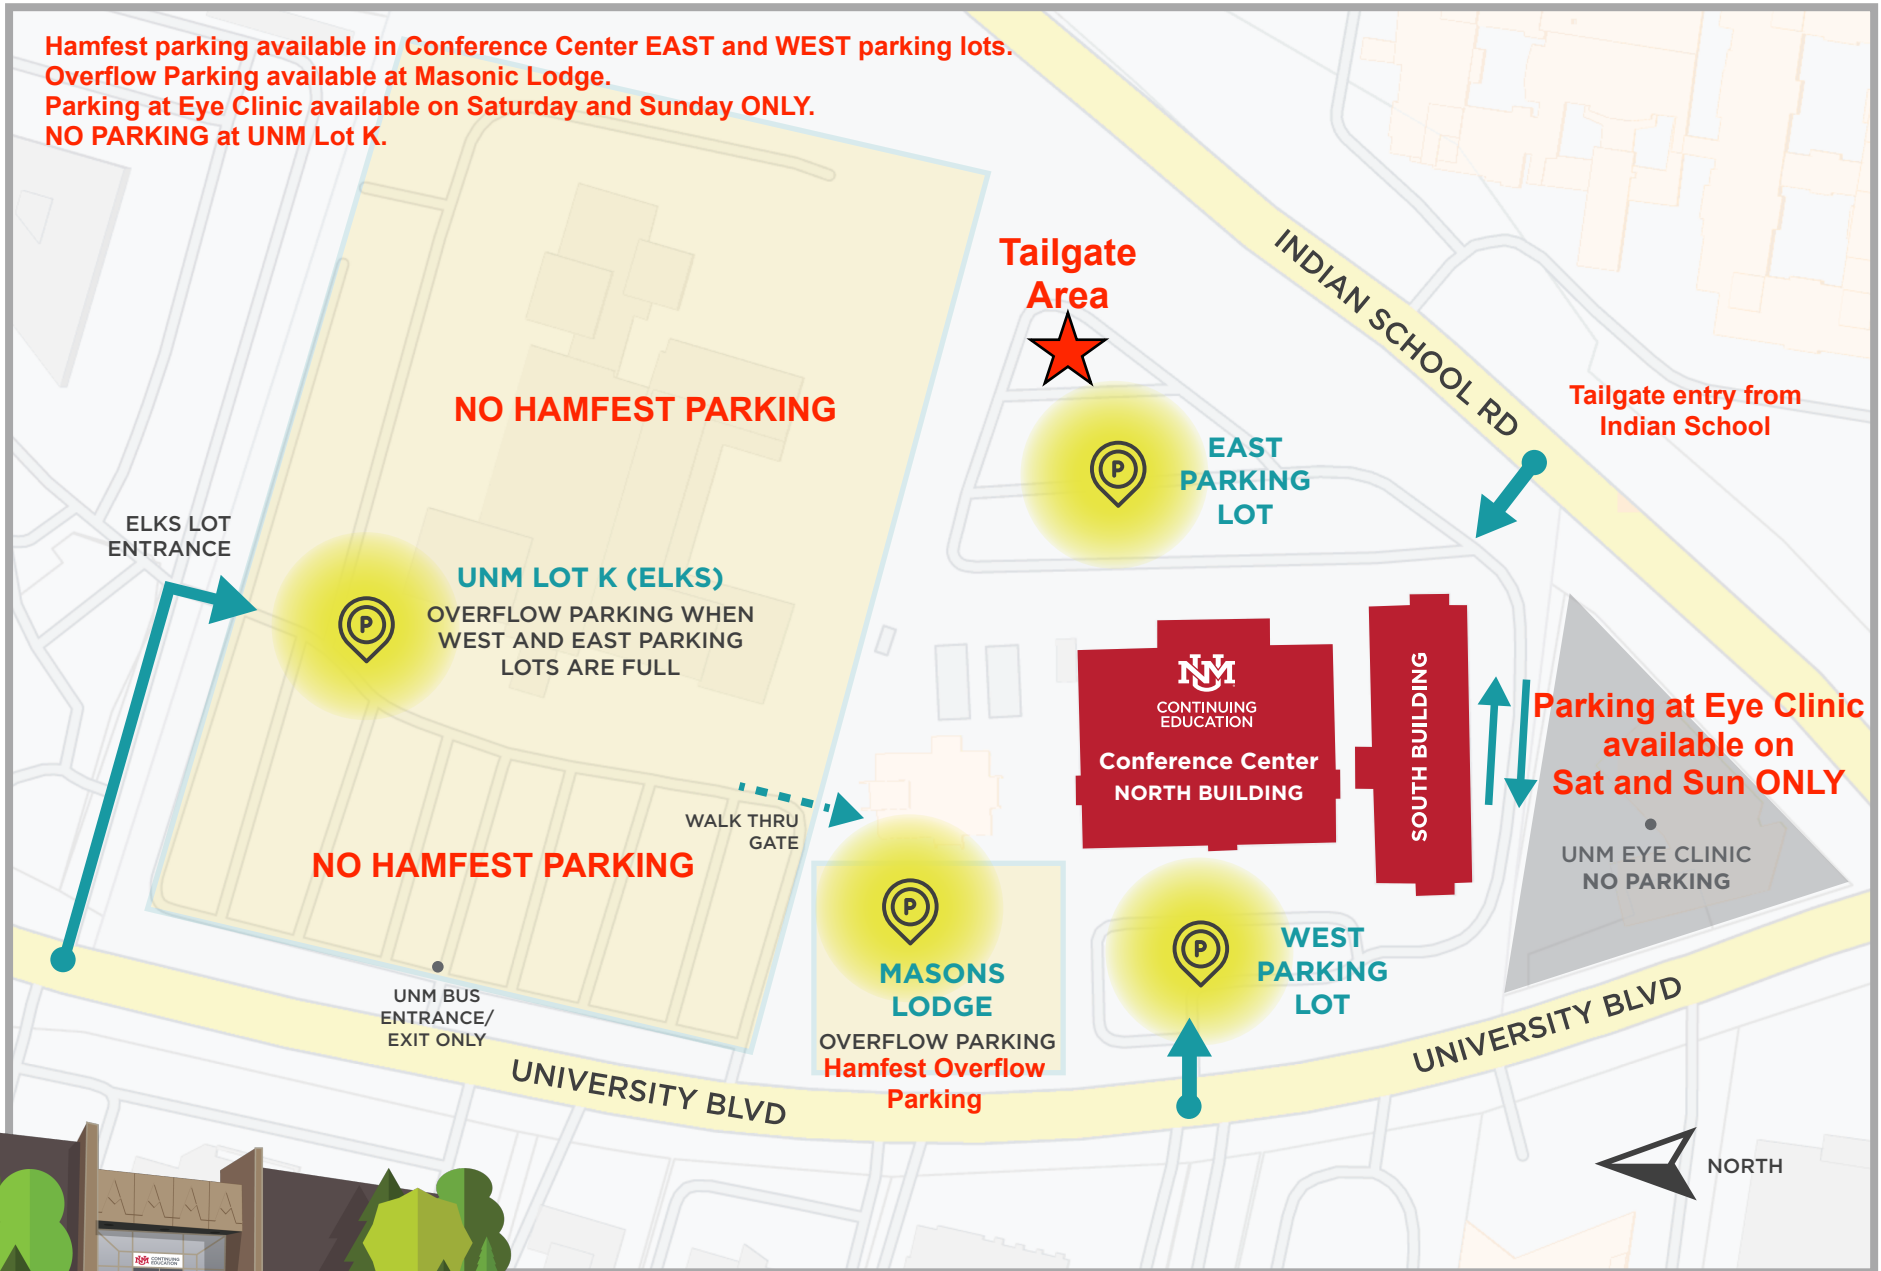 Hamfest parking available in Conference Center EAST and WEST parking lots.
Overflow Parking available at Masonic Lodge.
Parking at Eye Clinic available on Saturday and Sunday ONLY.
NO PARKING at UNM Lot K.
Tailgate
Area
INDIAN SCHOOL RD
Tailgate entry from
Indian School
NO HAMFEST PARKING
P
EAST
PARKING
LOT
ELKS LOT
ENTRANCE
P
UNM LOT K (ELKS)
OVERFLOW PARKING WHEN
WEST AND EAST PARKING
LOTS ARE FULL
UNM
CONTINUING
EDUCATION
Conference Center
NORTH BUILDING
SOUTH BUILDING
Parking at Eye Clinic
available on
Sat and Sun ONLY
UNM EYE CLINIC
NO PARKING
WALK THRU
GATE
NO HAMFEST PARKING
P
MASONS
LODGE
OVERFLOW PARKING
Hamfest Overflow
Parking
P
WEST
PARKING
LOT
UNM BUS
ENTRANCE/
EXIT ONLY
UNIVERSITY BLVD
UNIVERSITY BLVD
NORTH
UNM CONTINUING
EDUCATION